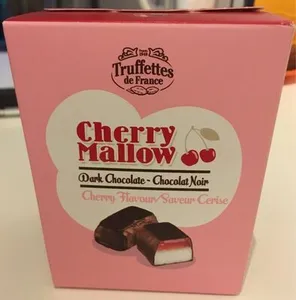 Truffettes
de France
Cherry
Mallow
Dark Chocolate - Chocolat Noir
Cherry Flavour/Saveur Cerise